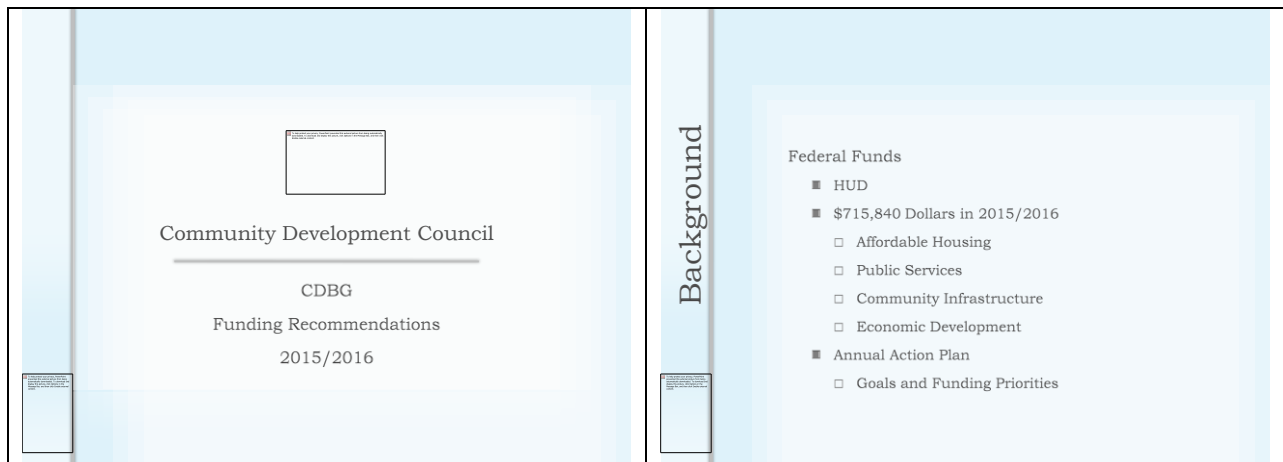 Community Development Council
CDBG
Funding Recommendations
2015/2016
Background
Federal Funds
HUD
$715,840 Dollars in 2015/2016
Affordable Housing
Public Services
Community Infrastructure
Economic Development
Annual Action Plan
Goals and Funding Priorities